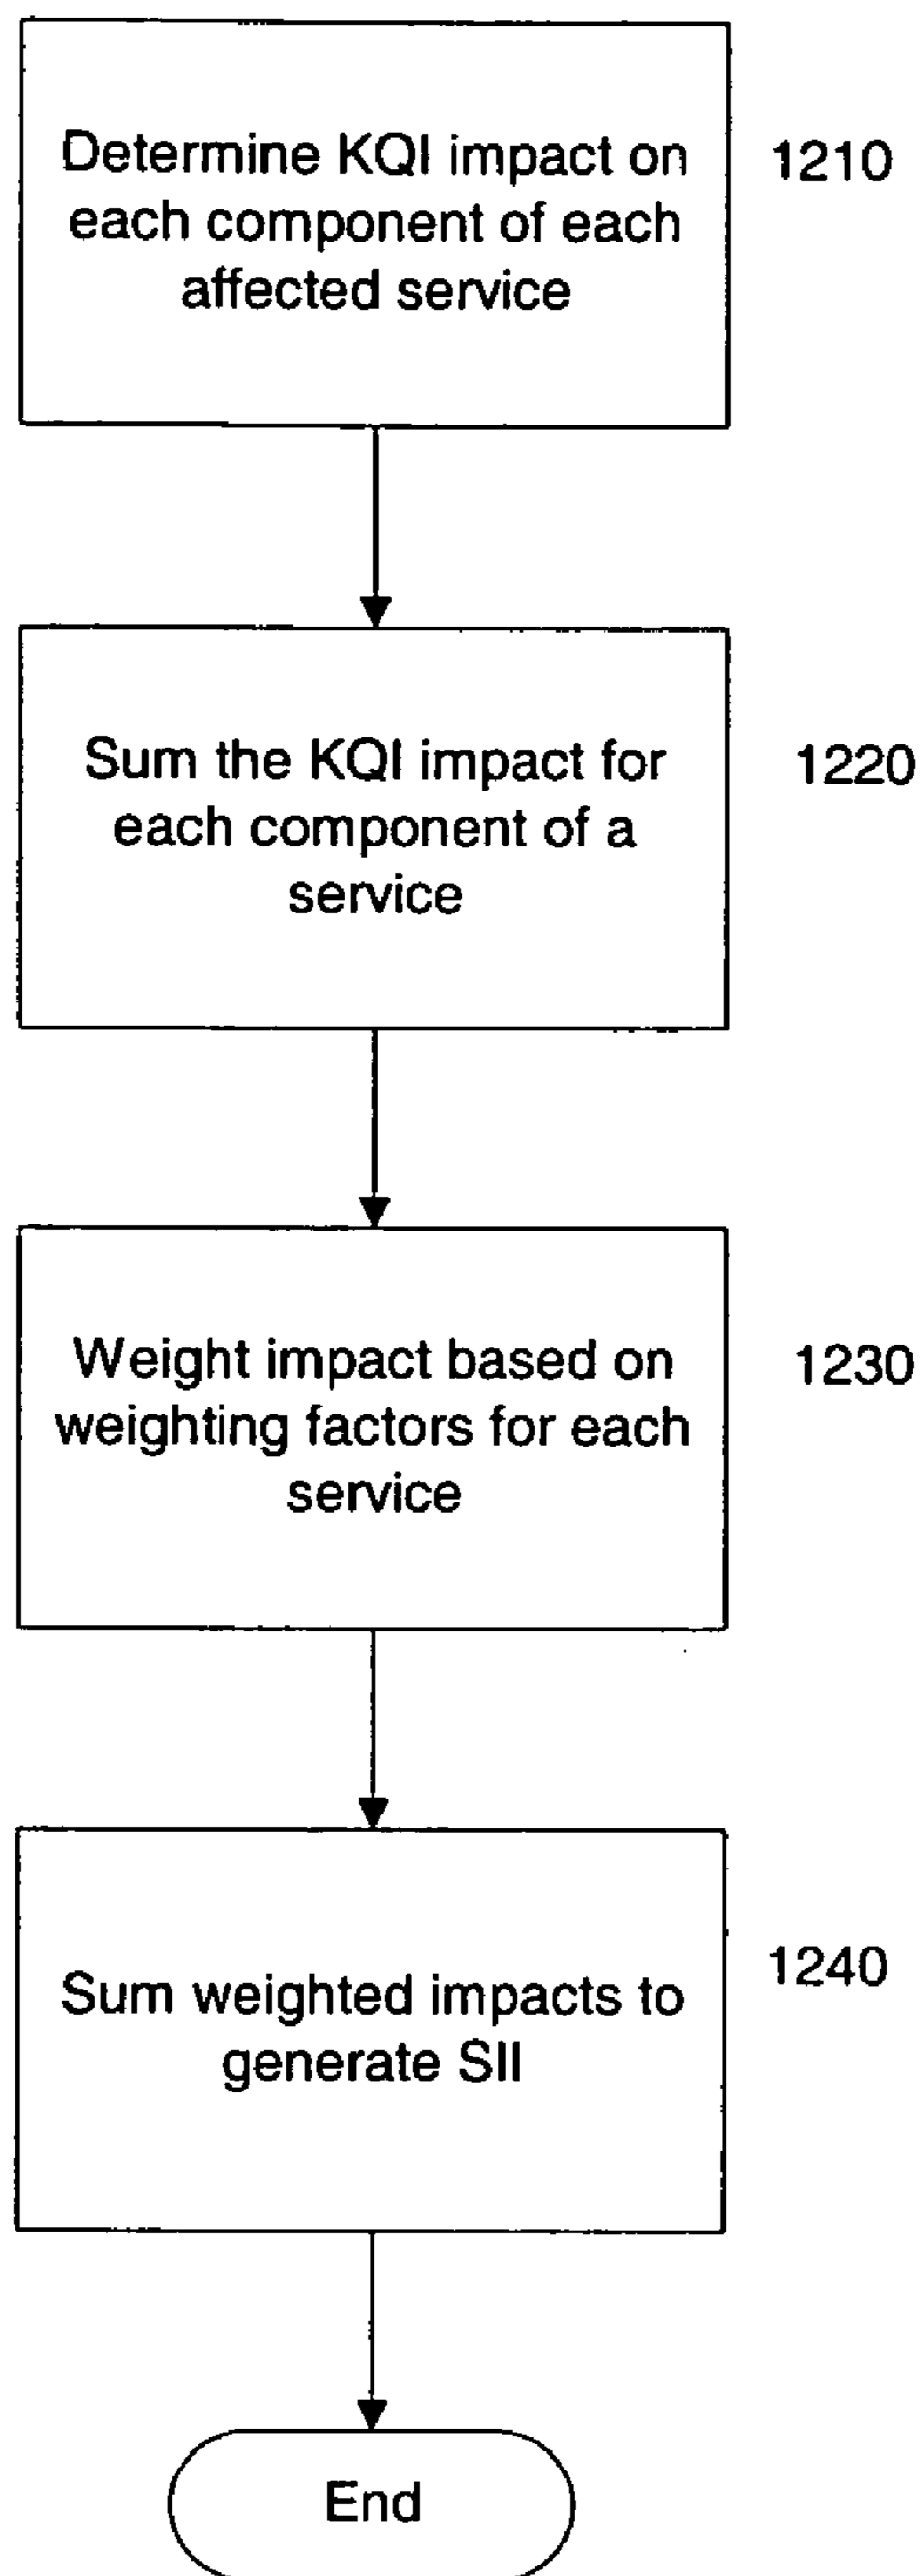 Determine KQI impact on
each component of each
affected service
1210
Sum the KQI impact for
each component of a
service
1220
Weight impact based on
weighting factors for each
service
1230
Sum weighted impacts to
generate SII
1240
End